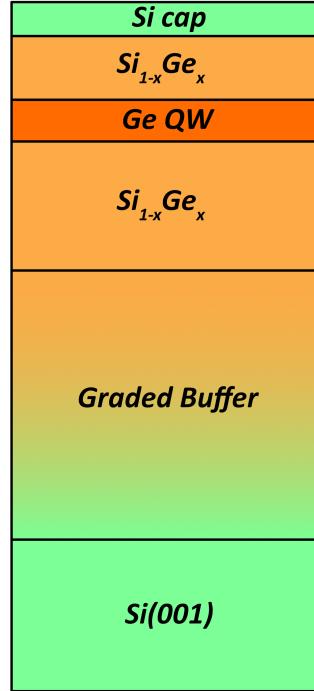 Si cap
Si1-xGex
Ge QW
Si1-xGex
Graded Buffer
Si(001)